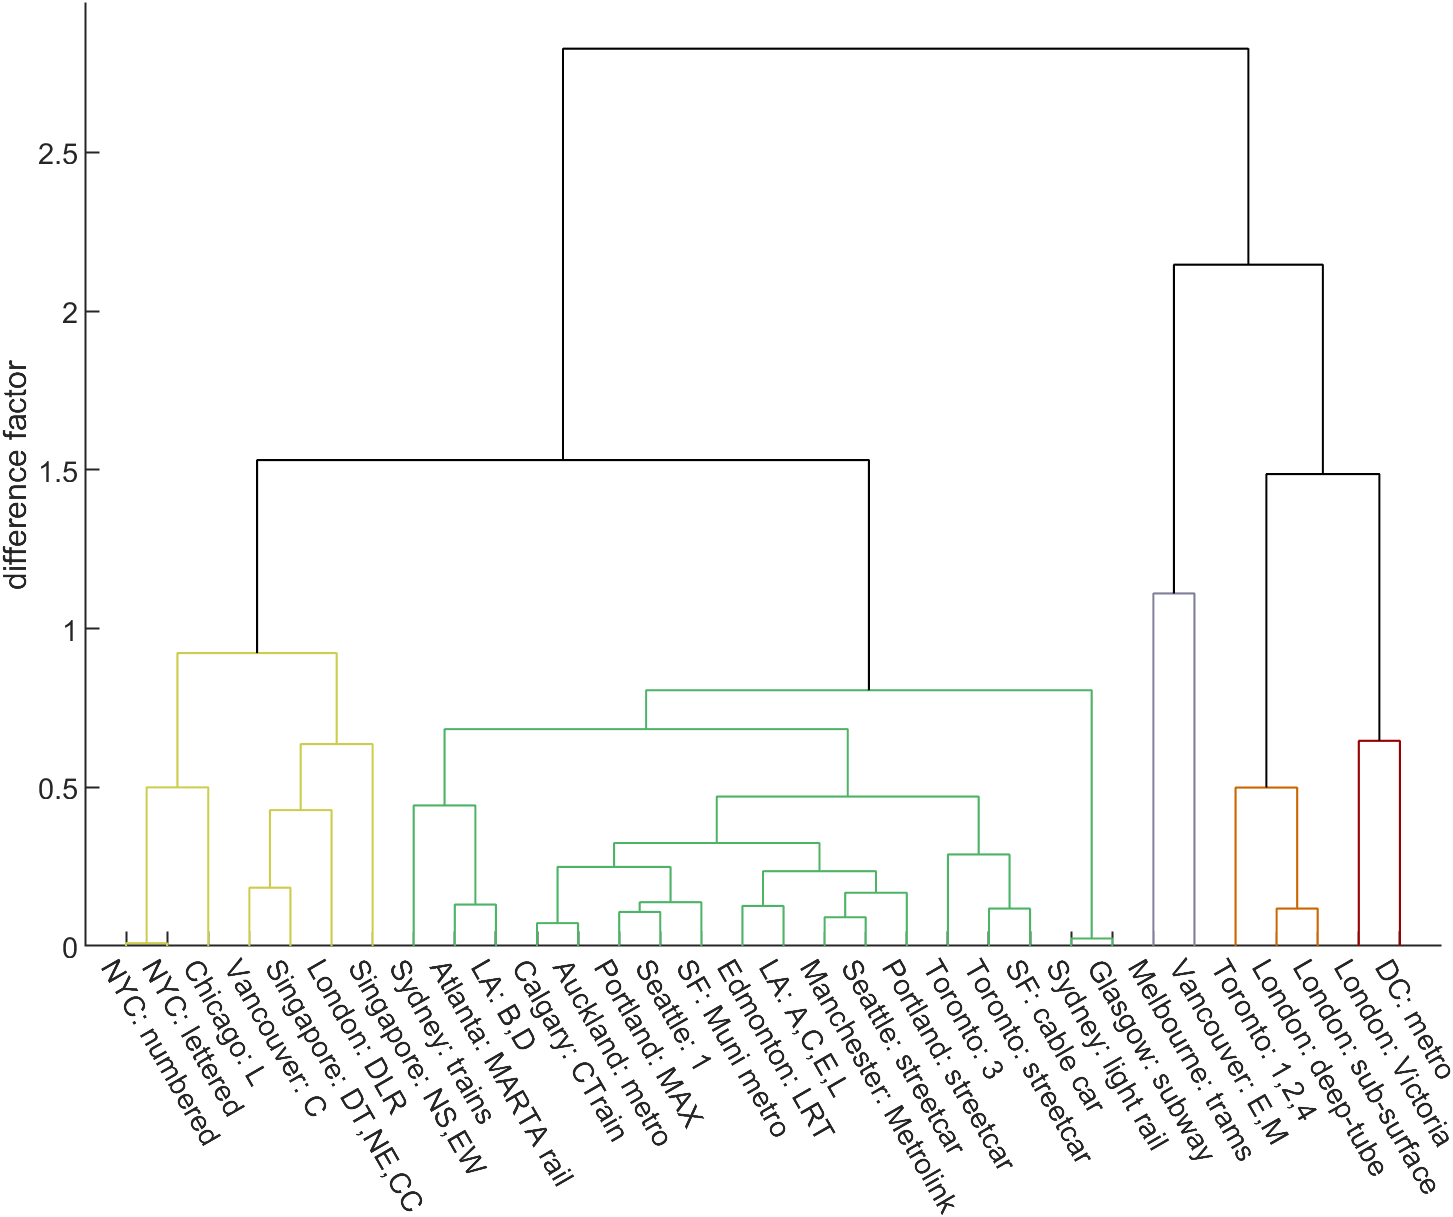 difference factor
2.5
2
1.5
1
0.5
0
NYC: numbered
NYC: lettered
Chicago: L
Vancouver: C
Singapore: DT,NE,CC
London: DLR
Singapore: NS,EW
Sydney: trains
Atlanta: MARTA rail
LA: B,D
Calgary: CTrain
Auckland: metro
Portland: MAX
Seattle: 1
SF: Muni metro
Edmonton: LRT
LA: A,C,E,L
Manchester: Metrolink
Seattle: streetcar
Portland: streetcar
Toronto: 3
Toronto: streetcar
SF: cable car
Sydney: light rail
Glasgow: subway
Melbourne: trams
Vancouver: E,M
Toronto: 1,2,4
London: deep-tube
London: sub-surface
London: Victoria
DC: metro